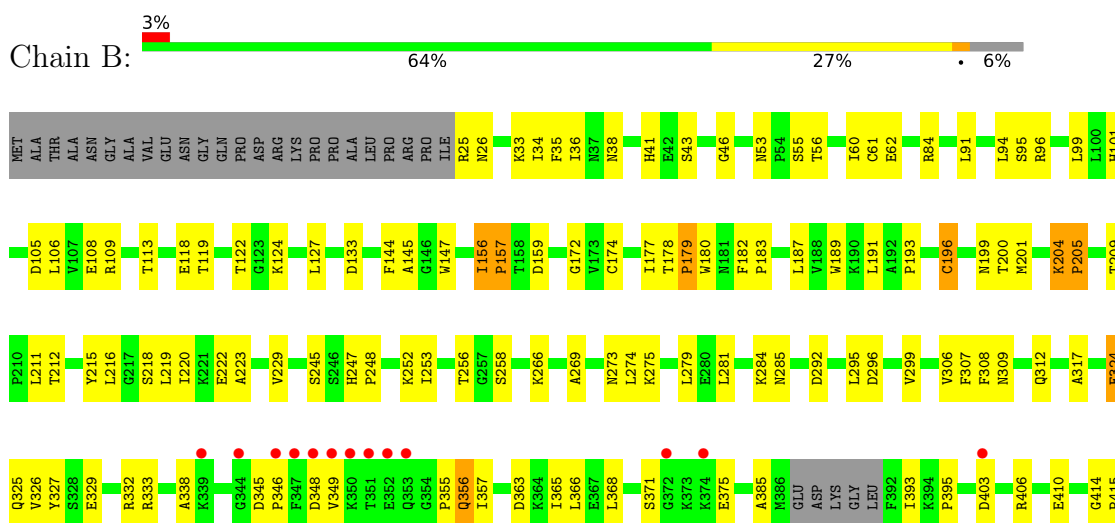 3%
Chain B:
64% 27% • 6%
MET ALA THR ALA ASN GLY ALA VAL GLU ASN GLY GLN PRO ASP ARG LYS PRO PRO ALA LEU PRO ARG PRO ILE R25 N26 K33 I34 F35 I36 N37 N38 H41 E42 S43 G46 N53 P54 S55 T56 I60 C61 E62 R84 L91 L94 S95 R96 L99 L100 H101
D105 L106 V107 E108 R109 T113 E118 T119 T122 G123 K124 L127 D133 F144 A145 G146 W147 I156 P157 T158 D159 G172 V173 C174 I177 T178 P179 W180 N181 F182 P183 L187 V188 W189 K190 L191 A192 P193 C196 N199 T200 M201 K204 P205 T209
P210 L211 T212 Y215 L216 G217 S218 L219 I220 K221 E222 A223 V229 S245 S246 H247 P248 K252 I253 T256 G257 S258 K266 A269 N273 L274 K275 L279 E280 L281 K284 N285 D292 L295 D296 V299 V306 F307 F308 N309 Q312 A317
Q325 V326 Y327 S328 E329 R332 R333 A338 K339 G344 D345 P346 F347 D348 V349 K350 T351 E352 Q353 G354 P355 Q356 I357 D363 K364 I365 L366 E367 L368 S371 G372 K373 K374 E375 A385 M386 GLU ASP LYS GLY LEU F392 I393 K394 P395 D403 R406 E410 G414